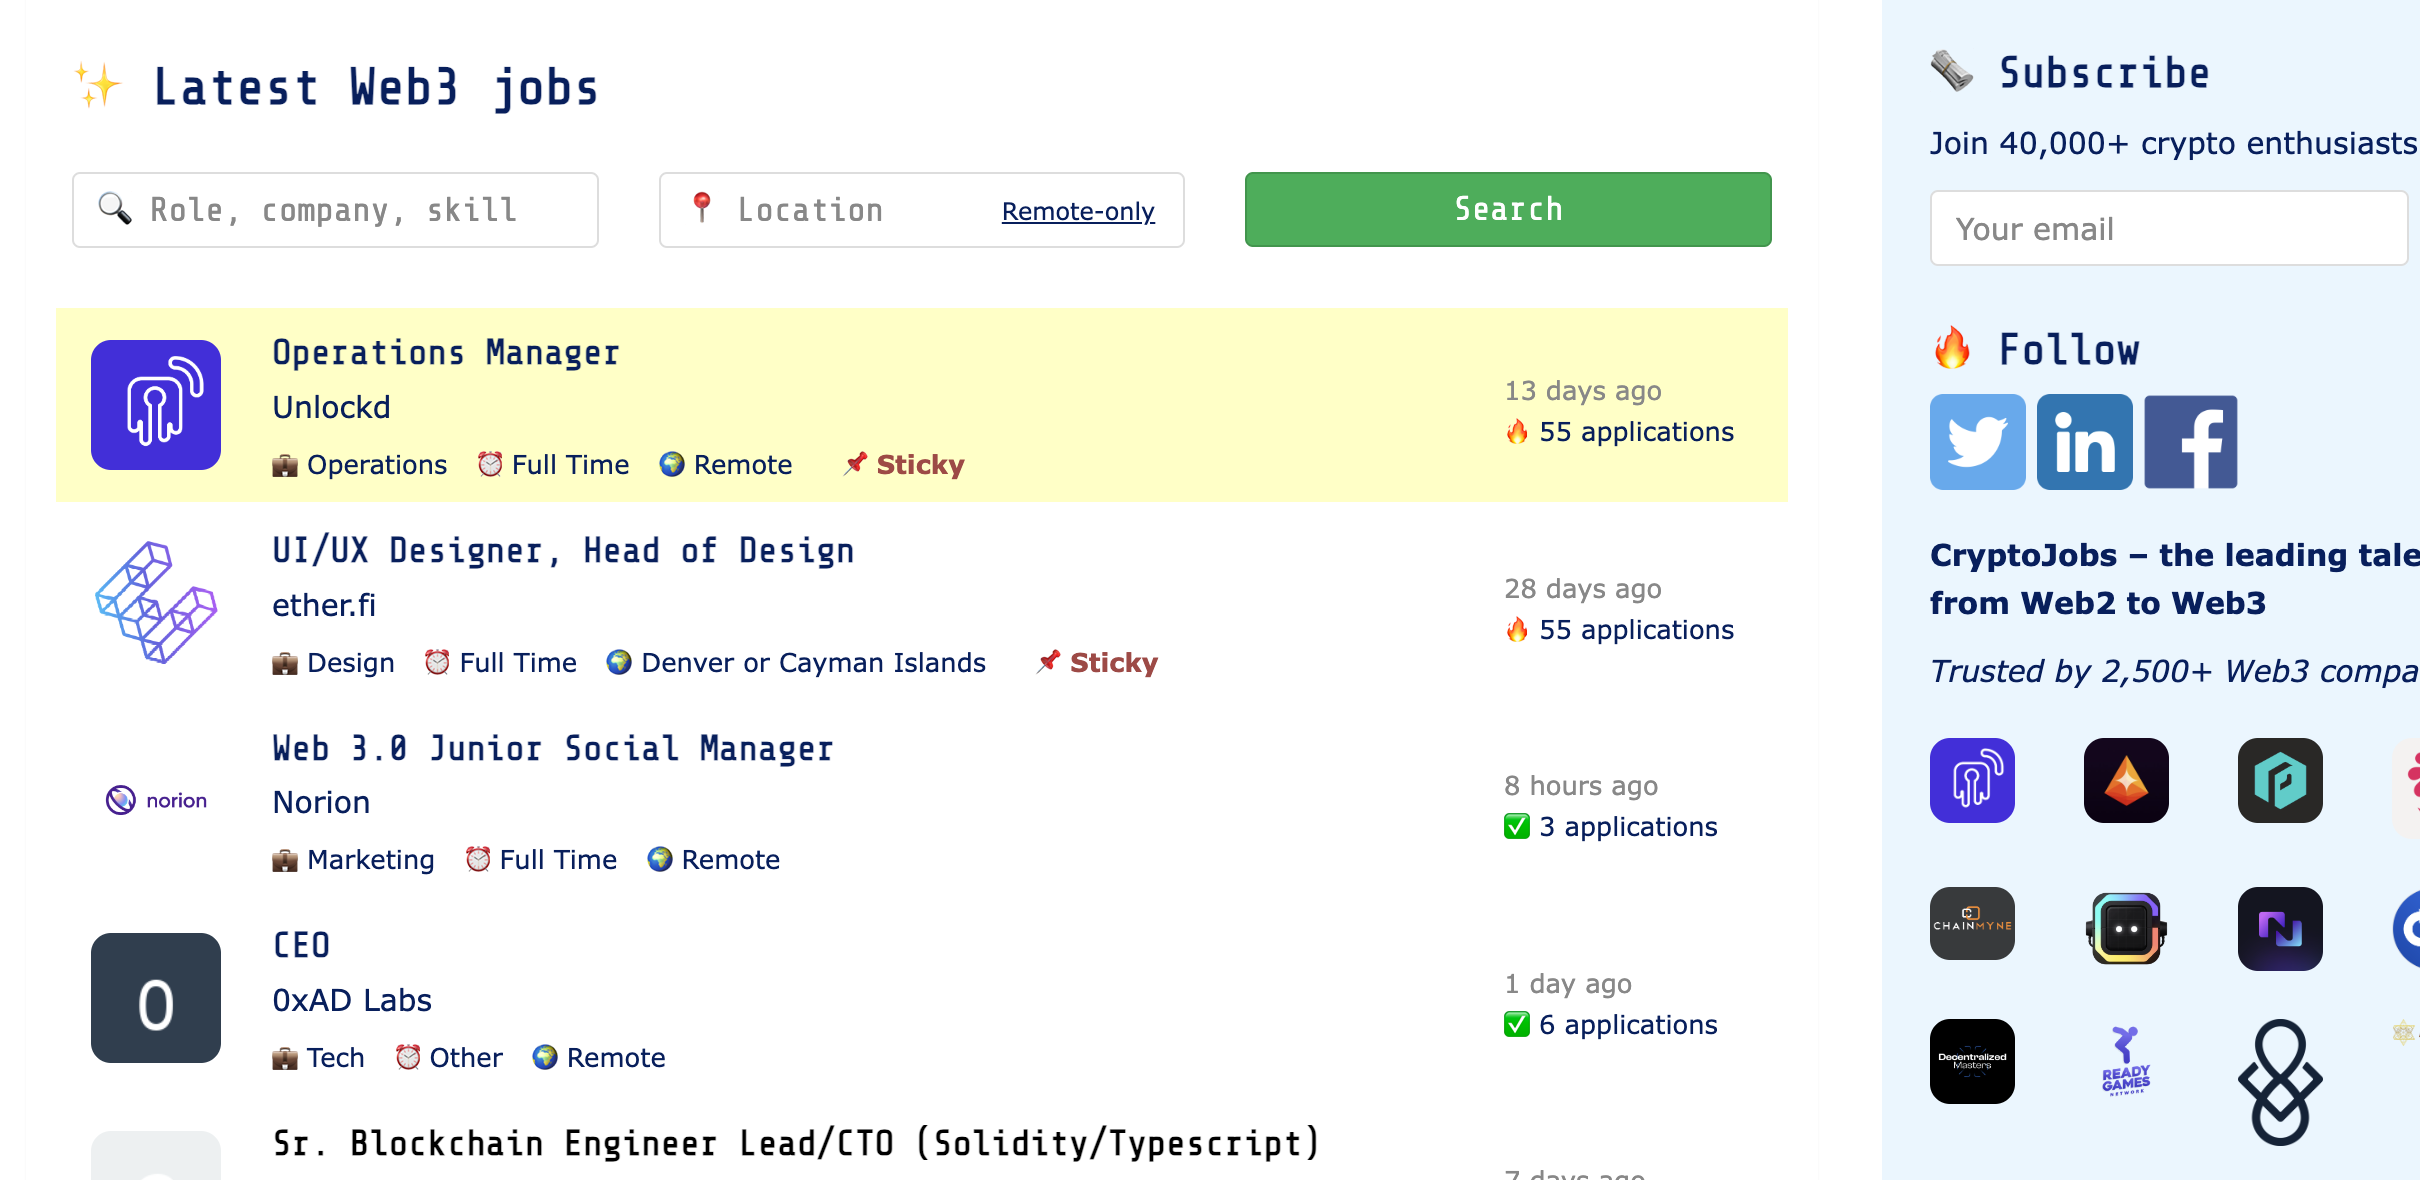 ✨ Latest Web3 jobs
🔍 Role, company, skill
📍 Location Remote-only
Search
Operations Manager
Unlockd
💼 Operations ⏰ Full Time 🌍 Remote 📌 Sticky
13 days ago
🔥 55 applications
UI/UX Designer, Head of Design
ether.fi
💼 Design ⏰ Full Time 🌍 Denver or Cayman Islands 📌 Sticky
28 days ago
🔥 55 applications
norion
Web 3.0 Junior Social Manager
Norion
💼 Marketing ⏰ Full Time 🌍 Remote
8 hours ago
✅ 3 applications
0
CEO
0xAD Labs
💼 Tech ⏰ Other 🌍 Remote
1 day ago
✅ 6 applications
Sr. Blockchain Engineer Lead/CTO (Solidity/Typescript)
7 days ago
🗞️ Subscribe
Join 40,000+ crypto enthusiasts
Your email
🔥 Follow
in
f
CryptoJobs – the leading tale
from Web2 to Web3
Trusted by 2,500+ Web3 compa
CHAINMYNE
Decentralized
Masters
READY
GAMES
NETWORK